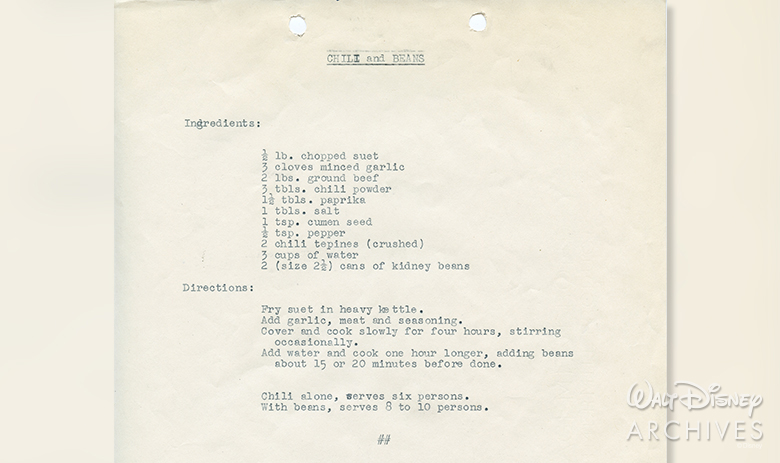 CHILI and BEANS
Ingredients:
½ lb. chopped suet
3 cloves minced garlic
2 lbs. ground beef
3 tbls. chili powder
1½ tbls. paprika
1 tbls. salt
1 tsp. cumen seed
½ tsp. pepper
2 chili tepines (crushed)
3 cups of water
2 (size 2½) cans of kidney beans
Directions:
Fry suet in heavy kettle.
Add garlic, meat and seasoning.
Cover and cook slowly for four hours, stirring
occasionally.
Add water and cook one hour longer, adding beans
about 15 or 20 minutes before done.
Chili alone, serves six persons.
With beans, serves 8 to 10 persons.
##
WALT DISNEY
ARCHIVES